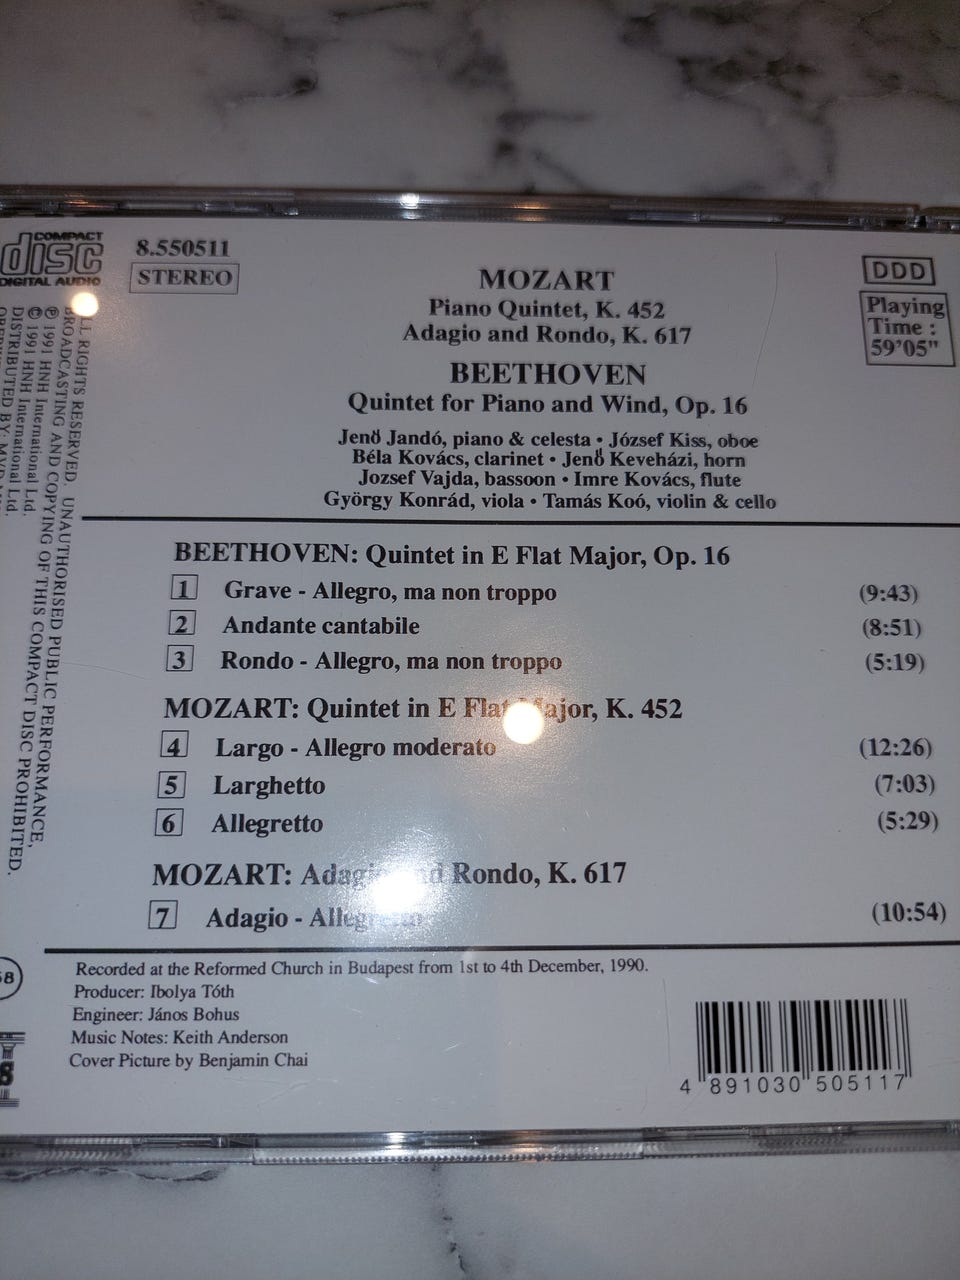 COMPACT
disc
DIGITAL AUDIO
8.550511
STEREO
MOZART
Piano Quintet, K. 452
Adagio and Rondo, K. 617
BEETHOVEN
Quintet for Piano and Wind, Op. 16
Jenő Jandó, piano & celesta • József Kiss, oboe
Béla Kovács, clarinet • Jenő Keveházi, horn
Jozsef Vajda, bassoon • Imre Kovács, flute
György Konrád, viola • Tamás Koó, violin & cello
DDD
Playing
Time :
59'05"
BEETHOVEN: Quintet in E Flat Major, Op. 16
1 Grave - Allegro, ma non troppo (9:43)
2 Andante cantabile (8:51)
3 Rondo - Allegro, ma non troppo (5:19)
MOZART: Quintet in E Flat Major, K. 452
4 Largo - Allegro moderato (12:26)
5 Larghetto (7:03)
6 Allegretto (5:29)
MOZART: Adagio and Rondo, K. 617
7 Adagio - Allegretto (10:54)
Recorded at the Reformed Church in Budapest from 1st to 4th December, 1990.
Producer: Ibolya Tóth
Engineer: János Bohus
Music Notes: Keith Anderson
Cover Picture by Benjamin Chai
4 891030 505117
ALL RIGHTS RESERVED. UNAUTHORISED PUBLIC PERFORMANCE,
BROADCASTING AND COPYING OF THIS COMPACT DISC PROHIBITED.
℗ 1991 HNH International Ltd.
© 1991 HNH International Ltd.
DISTRIBUTED BY: MVD